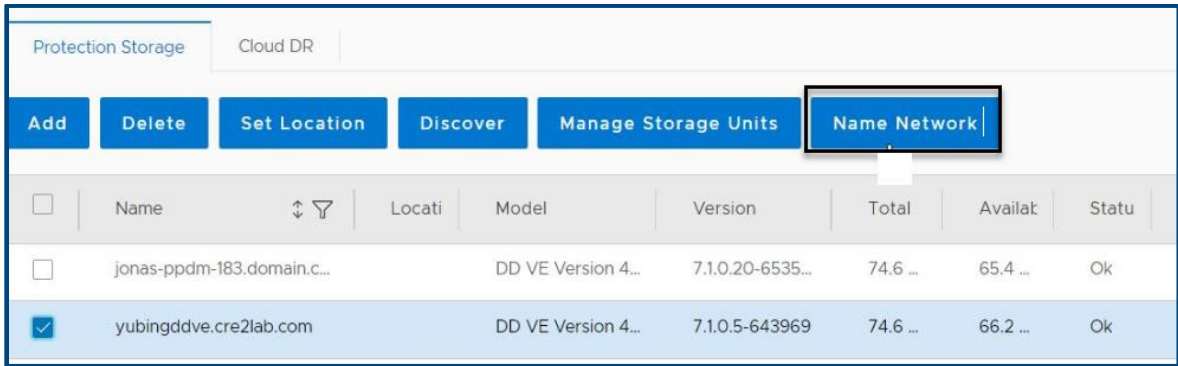 Protection Storage Cloud DR
Add Delete Set Location Discover Manage Storage Units Name Network
Name Locati Model Version Total Availab Statu
jonas-ppdm-183.domain.c... DD VE Version 4... 7.1.0.20-6535... 74.6 ... 65.4 ... Ok
yubingddve.cre2lab.com DD VE Version 4... 7.1.0.5-643969 74.6 ... 66.2 ... Ok